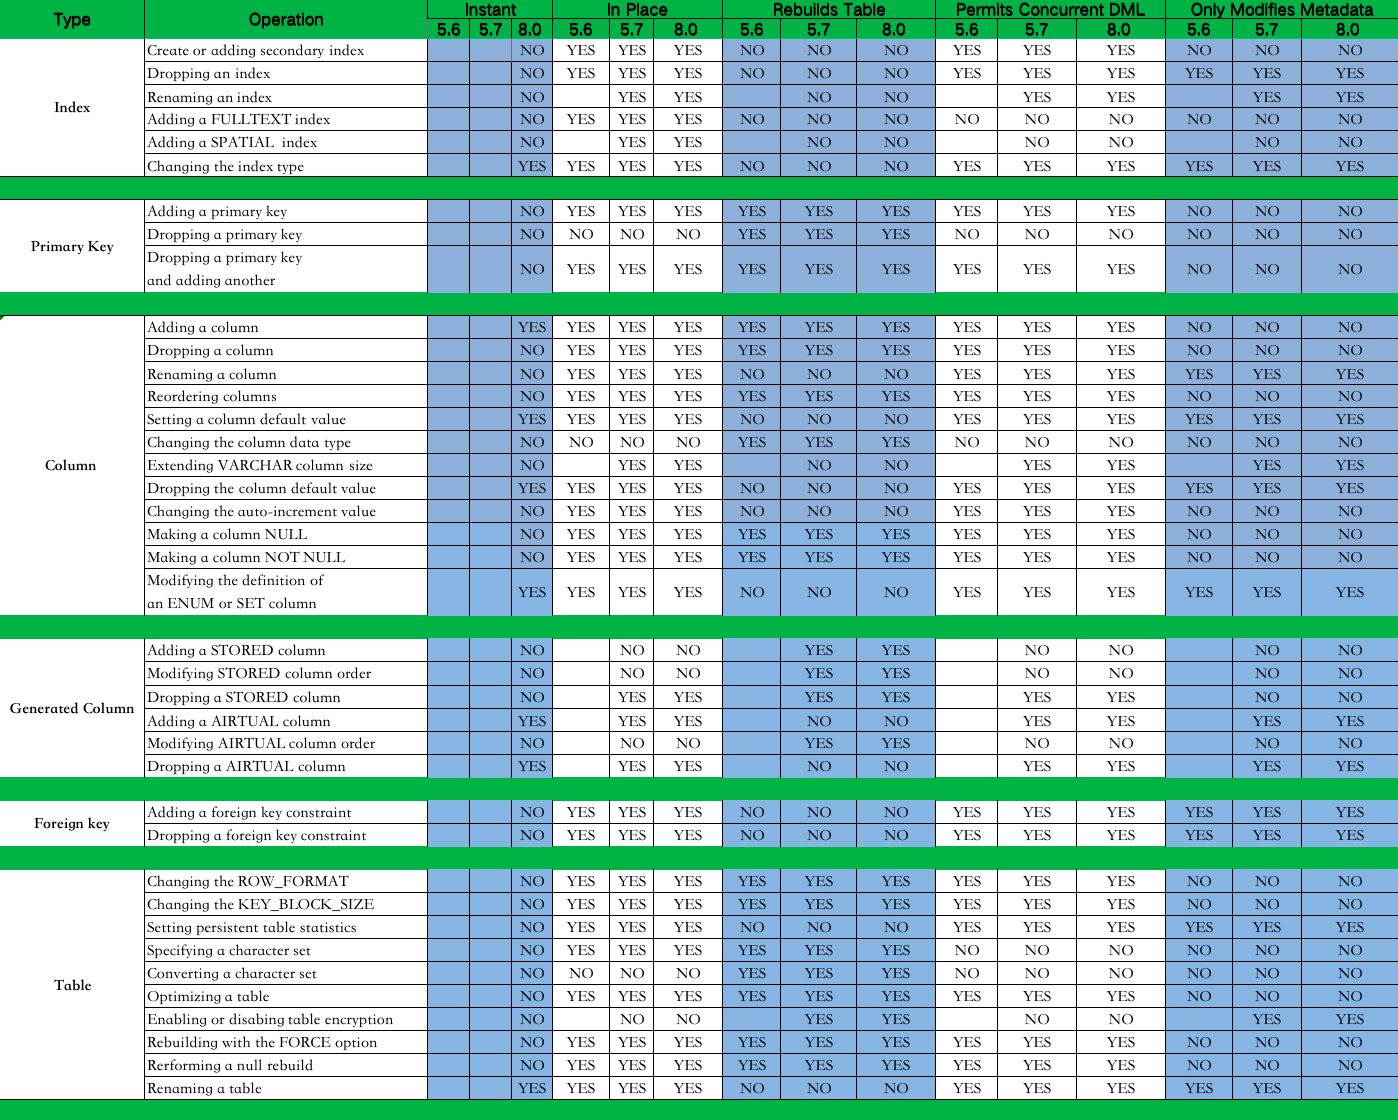 Type Operation Instant In Place Rebuilds Table Permits Concurrent DML Only Modifies Metadata
5.6 5.7 8.0 5.6 5.7 8.0 5.6 5.7 8.0 5.6 5.7 8.0 5.6 5.7 8.0
Index
Create or adding secondary index NO YES YES YES NO NO NO YES YES YES NO NO NO
Dropping an index NO YES YES YES NO NO NO YES YES YES YES YES YES
Renaming an index NO YES YES NO NO YES YES YES YES
Adding a FULLTEXT index NO YES YES YES NO NO NO NO NO NO NO NO NO
Adding a SPATIAL index NO YES YES NO NO NO NO NO NO
Changing the index type YES YES YES YES NO NO NO YES YES YES YES YES YES
Primary Key
Adding a primary key NO YES YES YES YES YES YES YES YES YES NO NO NO
Dropping a primary key NO NO NO NO YES YES YES NO NO NO NO NO NO
Dropping a primary key
and adding another NO YES YES YES YES YES YES YES YES YES NO NO NO
Column
Adding a column YES YES YES YES YES YES YES YES YES YES NO NO NO
Dropping a column NO YES YES YES YES YES YES YES YES YES NO NO NO
Renaming a column NO YES YES YES NO NO NO YES YES YES YES YES YES
Reordering columns NO YES YES YES YES YES YES YES YES YES NO NO NO
Setting a column default value YES YES YES YES NO NO NO YES YES YES YES YES YES
Changing the column data type NO NO NO NO YES YES YES NO NO NO NO NO NO
Extending VARCHAR column size NO YES YES NO NO YES YES YES YES
Dropping the column default value YES YES YES YES NO NO NO YES YES YES YES YES YES
Changing the auto-increment value NO YES YES YES NO NO NO YES YES YES NO NO NO
Making a column NULL NO YES YES YES YES YES YES YES YES YES NO NO NO
Making a column NOT NULL NO YES YES YES YES YES YES YES YES YES NO NO NO
Modifying the definition of
an ENUM or SET column YES YES YES YES NO NO NO YES YES YES YES YES YES
Generated Column
Adding a STORED column NO NO NO YES YES NO NO NO NO
Modifying STORED column order NO NO NO YES YES NO NO NO NO
Dropping a STORED column NO YES YES YES YES YES YES NO NO
Adding a AIRTUAL column YES YES YES NO NO YES YES YES YES
Modifying AIRTUAL column order NO NO NO YES YES NO NO NO NO
Dropping a AIRTUAL column YES YES YES NO NO YES YES YES YES
Foreign key
Adding a foreign key constraint NO YES YES YES NO NO NO YES YES YES YES YES YES
Dropping a foreign key constraint NO YES YES YES NO NO NO YES YES YES YES YES YES
Table
Changing the ROW_FORMAT NO YES YES YES YES YES YES YES YES YES NO NO NO
Changing the KEY_BLOCK_SIZE NO YES YES YES YES YES YES YES YES YES NO NO NO
Setting persistent table statistics NO YES YES YES NO NO NO YES YES YES YES YES YES
Specifying a character set NO YES YES YES YES YES YES NO NO NO NO NO NO
Converting a character set NO NO NO NO YES YES YES NO NO NO NO NO NO
Optimizing a table NO YES YES YES YES YES YES YES YES YES NO NO NO
Enabling or disabing table encryption NO NO NO YES YES NO NO YES YES
Rebuilding with the FORCE option NO YES YES YES YES YES YES YES YES YES NO NO NO
Rerforming a null rebuild NO YES YES YES YES YES YES YES YES YES NO NO NO
Renaming a table YES YES YES YES NO NO NO YES YES YES YES YES YES